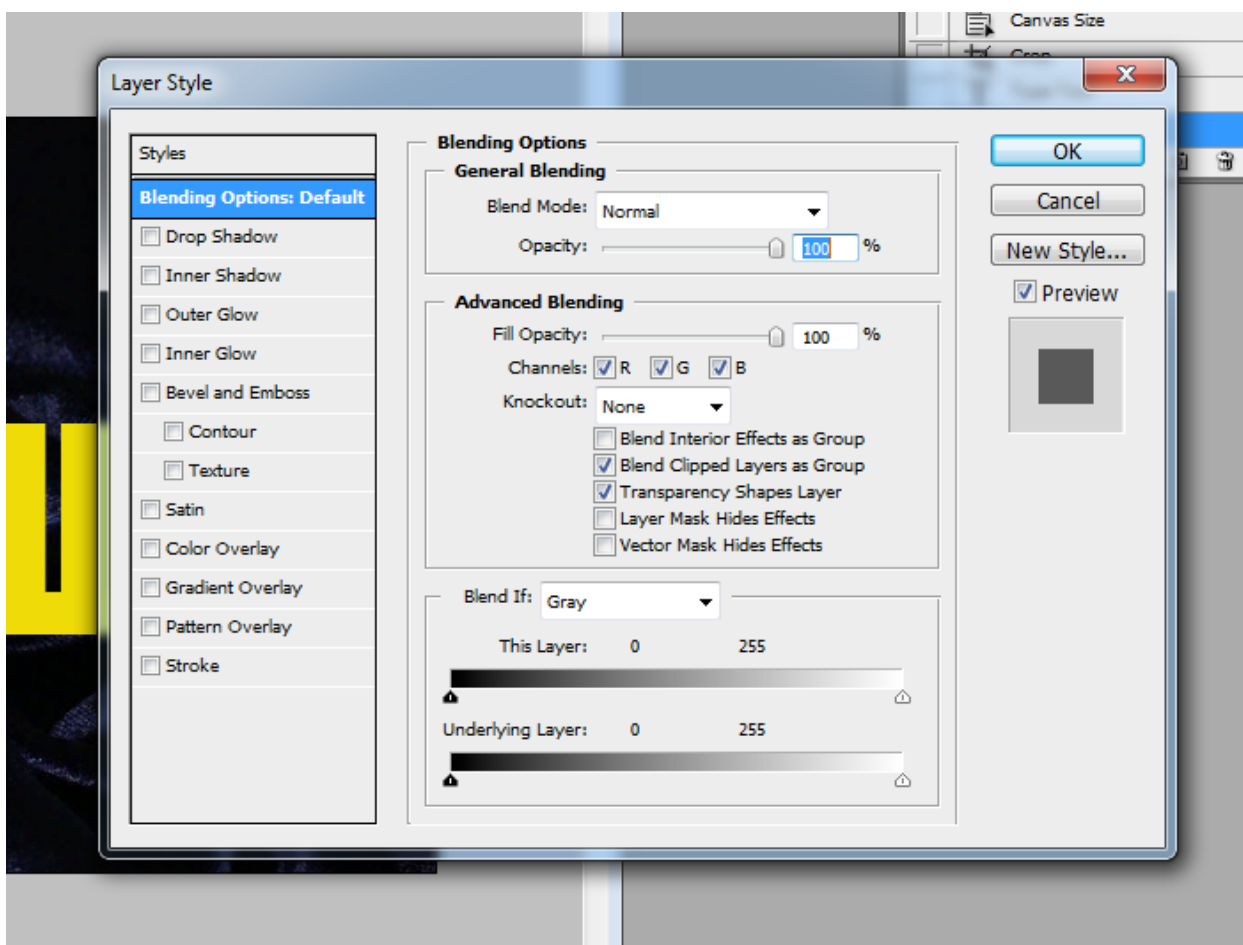 Canvas Size
Crop
Layer Style
Styles
Blending Options: Default
Drop Shadow
Inner Shadow
Outer Glow
Inner Glow
Bevel and Emboss
Contour
Texture
Satin
Color Overlay
Gradient Overlay
Pattern Overlay
Stroke
Blending Options
General Blending
Blend Mode: Normal
Opacity: 100 %
Advanced Blending
Fill Opacity: 100 %
Channels: R G B
Knockout: None
Blend Interior Effects as Group
Blend Clipped Layers as Group
Transparency Shapes Layer
Layer Mask Hides Effects
Vector Mask Hides Effects
Blend If: Gray
This Layer: 0 255
Underlying Layer: 0 255
OK
Cancel
New Style...
Preview